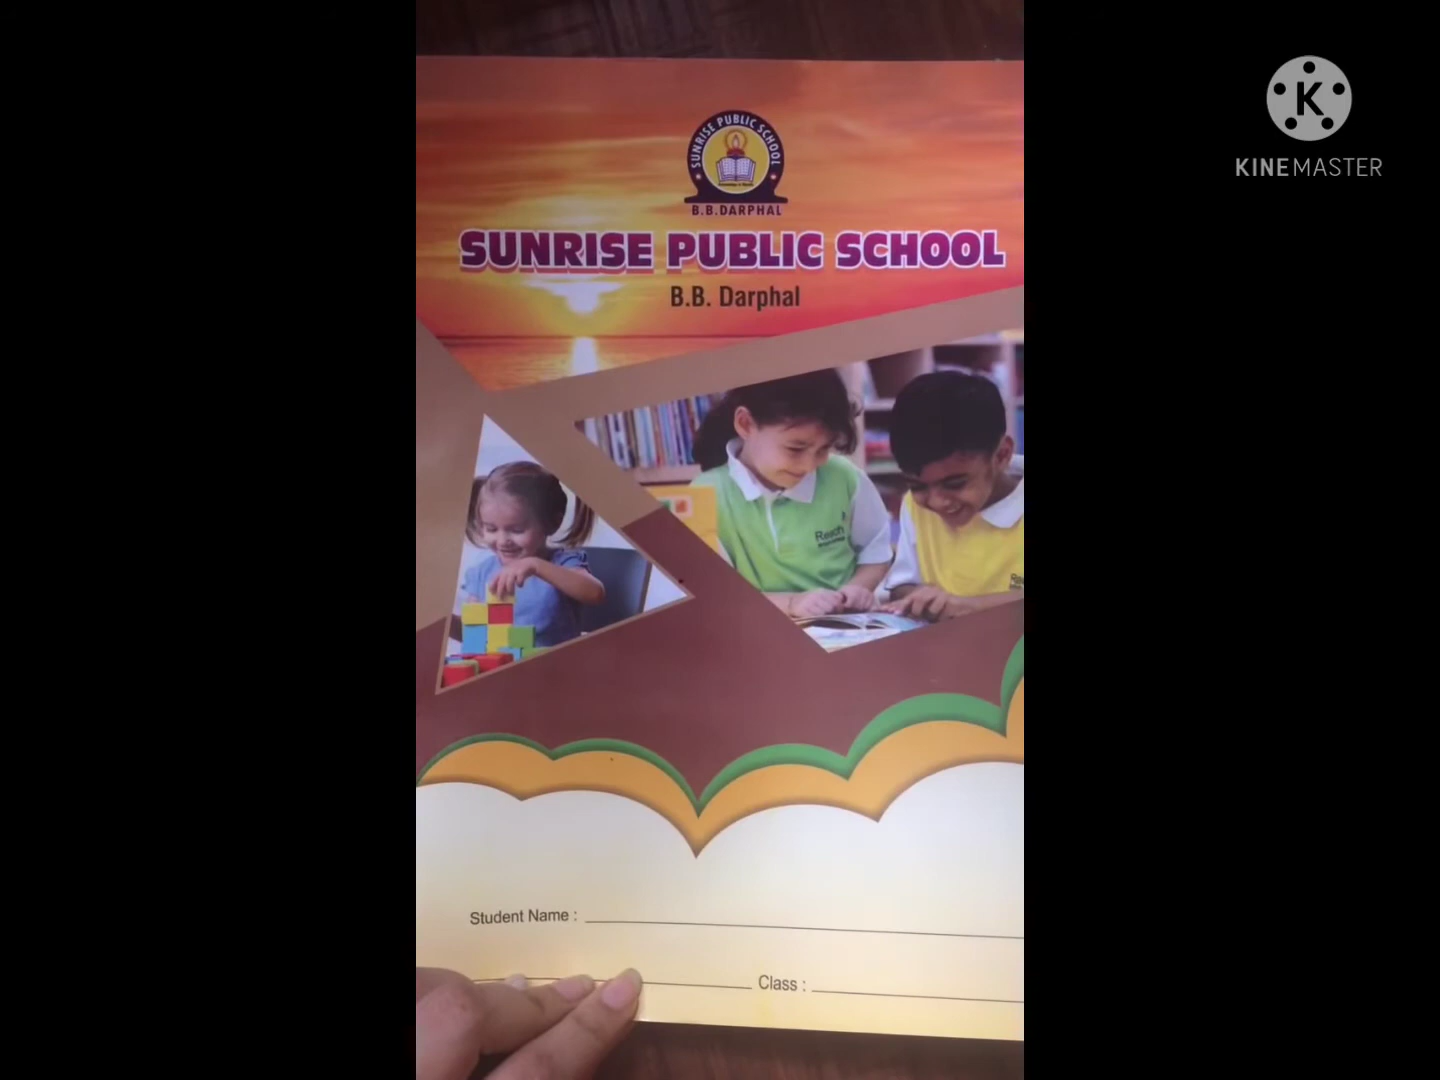 K
KINEMASTER
SUNRISE PUBLIC SCHOOL
B.B.DARPHAL
SUNRISE PUBLIC SCHOOL
B.B. Darphal
Reach
Student Name :
Class :